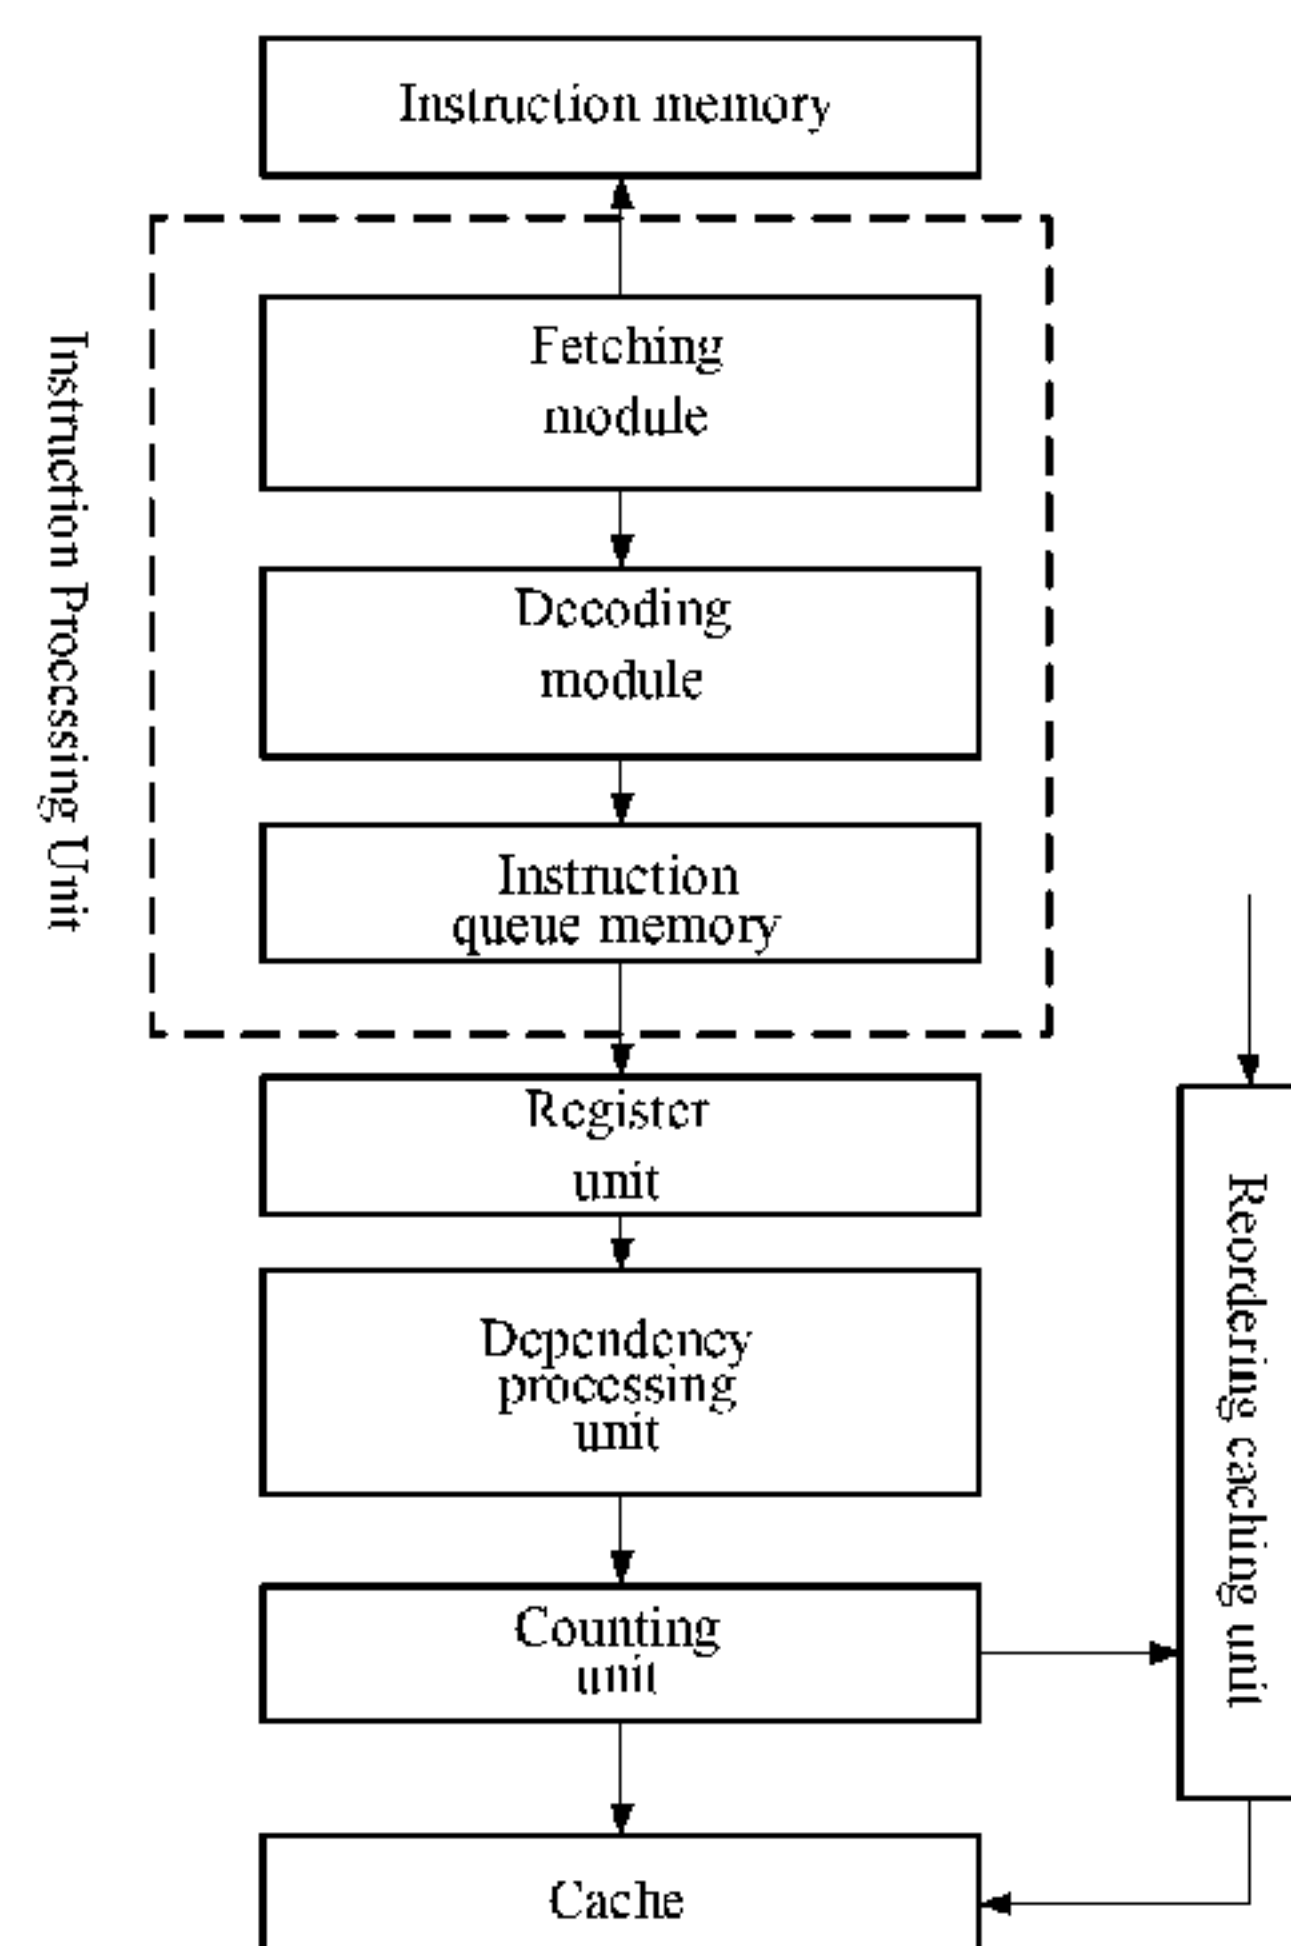 Instruction memory
Fetching
module
Decoding
module
Instruction
queue memory
Instruction Processing Unit
Register
unit
Dependency
processing
unit
Counting
unit
Reordering caching unit
Cache